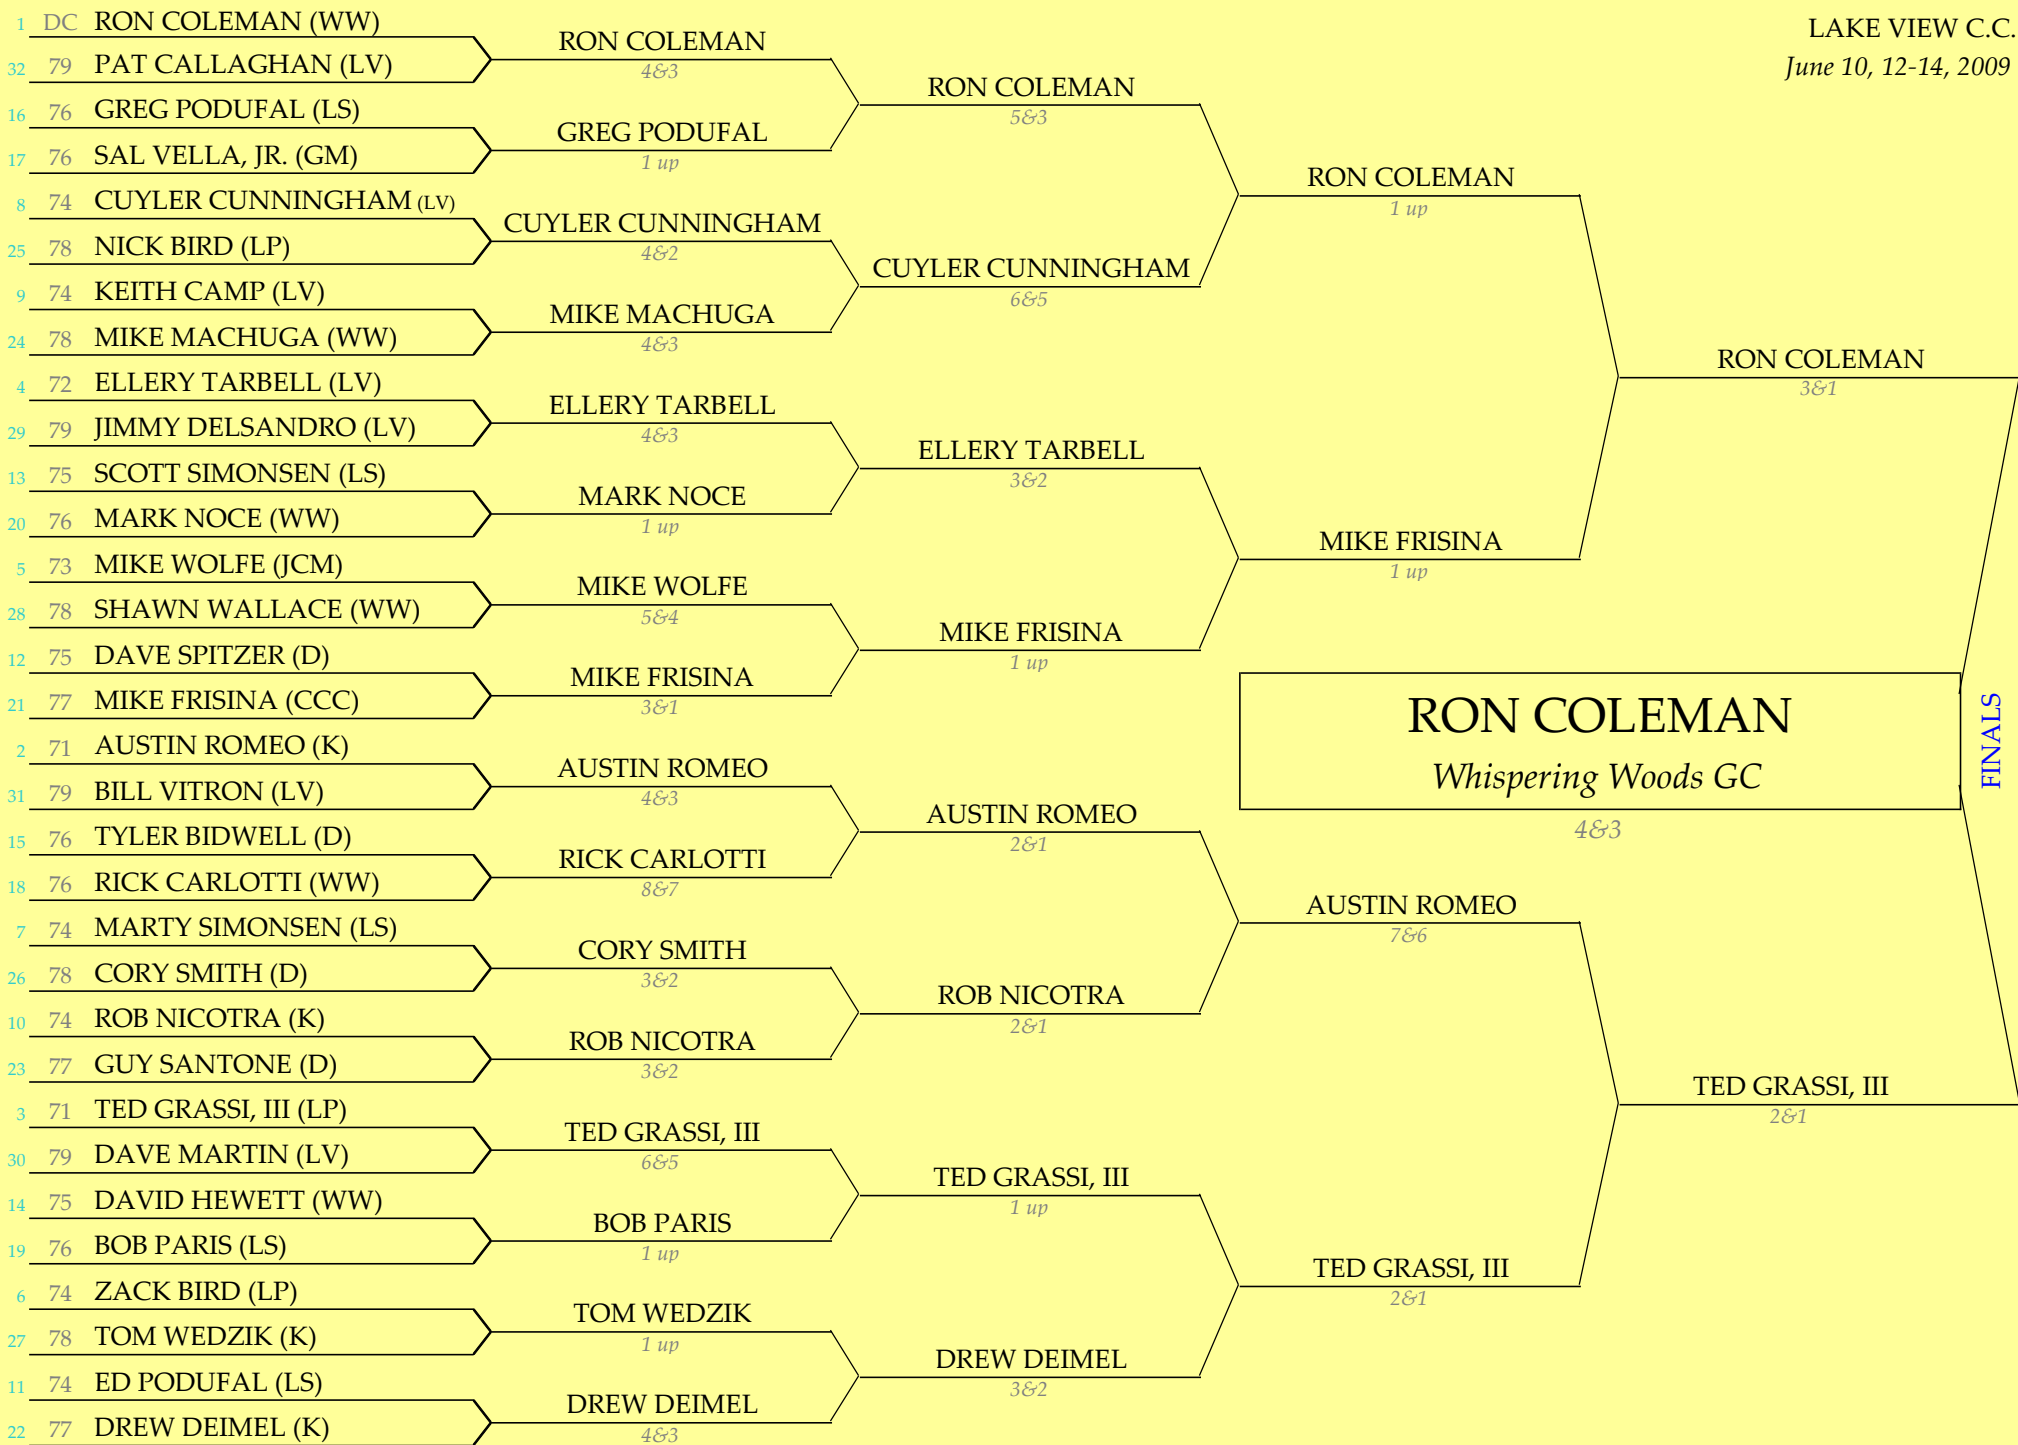 LAKE VIEW C.C.
June 10, 12-14, 2009
1 DC RON COLEMAN (WW)
32 79 PAT CALLAGHAN (LV)
16 76 GREG PODUFAL (LS)
17 76 SAL VELLA, JR. (GM)
8 74 CUYLER CUNNINGHAM (LV)
25 78 NICK BIRD (LP)
9 74 KEITH CAMP (LV)
24 78 MIKE MACHUGA (WW)
4 72 ELLERY TARBELL (LV)
29 79 JIMMY DELSANDRO (LV)
13 75 SCOTT SIMONSEN (LS)
20 76 MARK NOCE (WW)
5 73 MIKE WOLFE (JCM)
28 78 SHAWN WALLACE (WW)
12 75 DAVE SPITZER (D)
21 77 MIKE FRISINA (CCC)
2 71 AUSTIN ROMEO (K)
31 79 BILL VITRON (LV)
15 76 TYLER BIDWELL (D)
18 76 RICK CARLOTTI (WW)
7 74 MARTY SIMONSEN (LS)
26 78 CORY SMITH (D)
10 74 ROB NICOTRA (K)
23 77 GUY SANTONE (D)
3 71 TED GRASSI, III (LP)
30 79 DAVE MARTIN (LV)
14 75 DAVID HEWETT (WW)
19 76 BOB PARIS (LS)
6 74 ZACK BIRD (LP)
27 78 TOM WEDZIK (K)
11 74 ED PODUFAL (LS)
22 77 DREW DEIMEL (K)
RON COLEMAN
4&3
GREG PODUFAL
1 up
CUYLER CUNNINGHAM
4&2
MIKE MACHUGA
4&3
ELLERY TARBELL
4&3
MARK NOCE
1 up
MIKE WOLFE
5&4
MIKE FRISINA
3&1
AUSTIN ROMEO
4&3
RICK CARLOTTI
8&7
CORY SMITH
3&2
ROB NICOTRA
3&2
TED GRASSI, III
6&5
BOB PARIS
1 up
TOM WEDZIK
1 up
DREW DEIMEL
4&3
RON COLEMAN
5&3
CUYLER CUNNINGHAM
6&5
ELLERY TARBELL
3&2
MIKE FRISINA
1 up
AUSTIN ROMEO
2&1
ROB NICOTRA
2&1
TED GRASSI, III
1 up
DREW DEIMEL
3&2
RON COLEMAN
1 up
MIKE FRISINA
1 up
AUSTIN ROMEO
7&6
TED GRASSI, III
2&1
RON COLEMAN
3&1
TED GRASSI, III
2&1
FINALS
RON COLEMAN
Whispering Woods GC
4&3